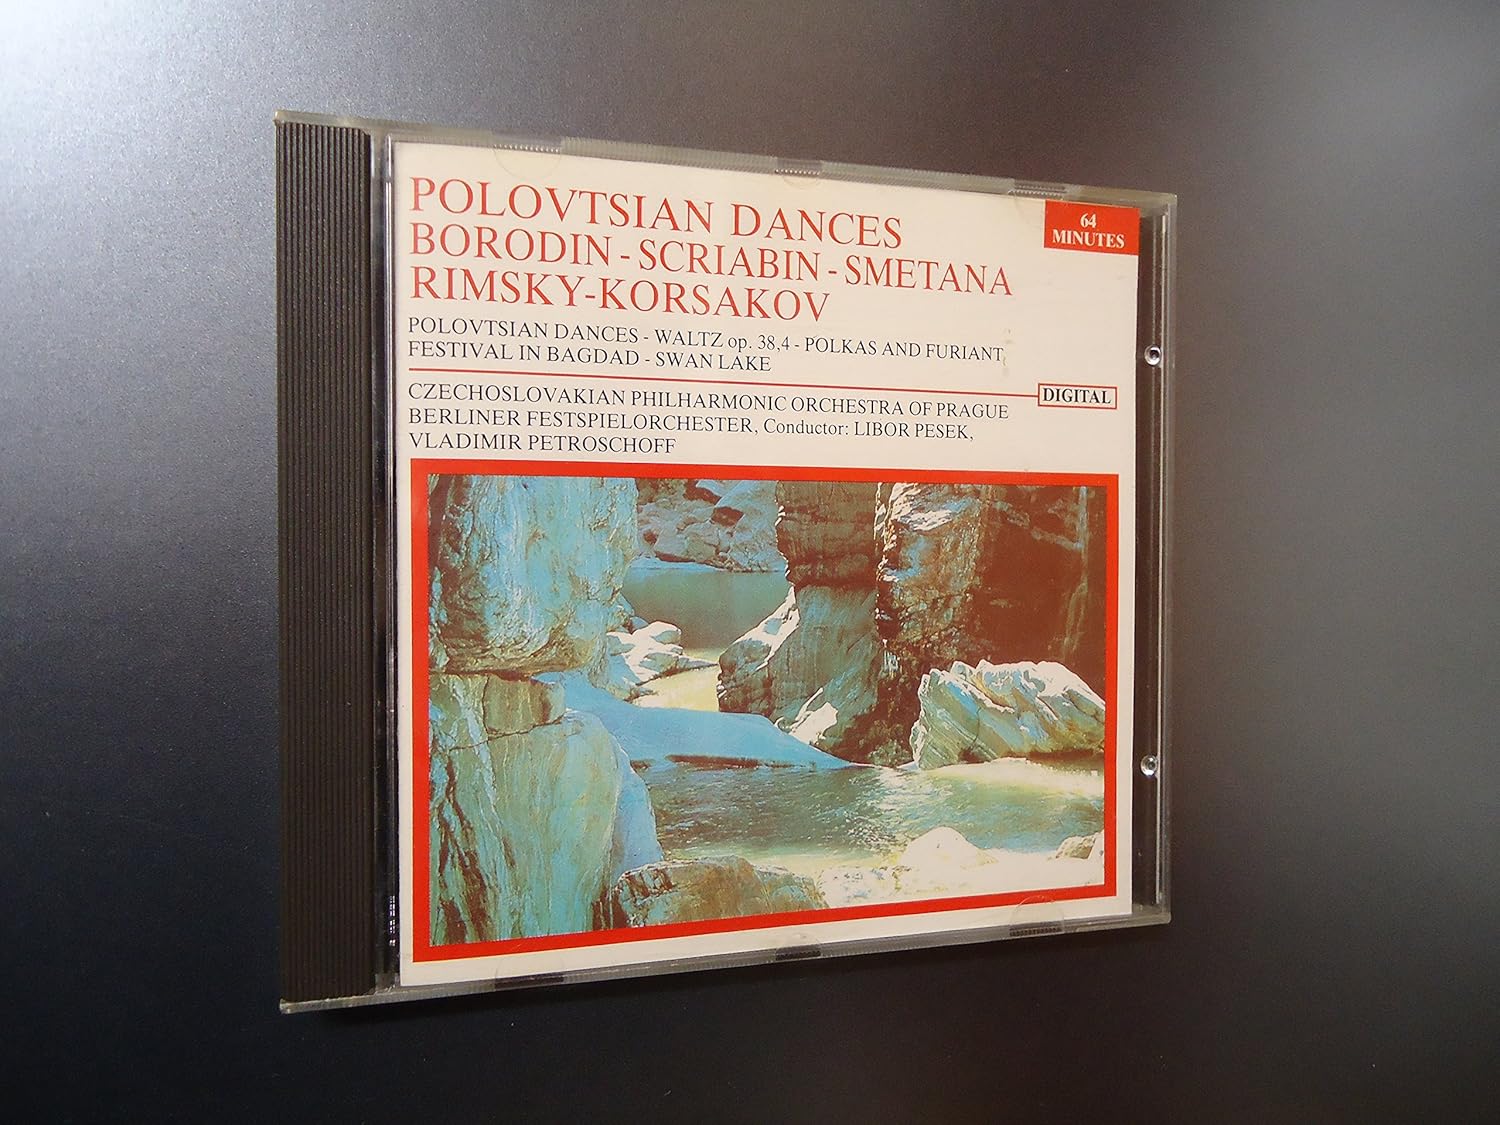 POLOVTSIAN DANCES
BORODIN - SCRIABIN - SMETANA
RIMSKY-KORSAKOV
64
MINUTES
POLOVTSIAN DANCES - WALTZ op. 38,4 - POLKAS AND FURIANT,
FESTIVAL IN BAGDAD - SWAN LAKE
DIGITAL
CZECHOSLOVAKIAN PHILHARMONIC ORCHESTRA OF PRAGUE
BERLINER FESTSPIELORCHESTER, Conductor: LIBOR PESEK,
VLADIMIR PETROSCHOFF